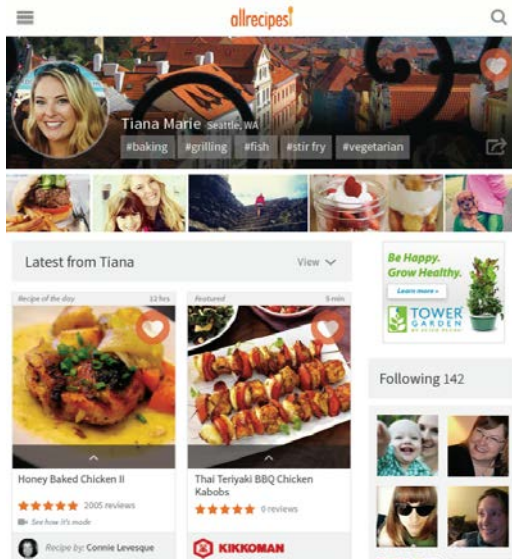 allrecipes
Tiana Marie Seattle, WA
#baking #grilling #fish #stir fry #vegetarian
Latest from Tiana
View
Recipe of the day
12 hrs
Honey Baked Chicken II
2005 reviews
See how it's made
Recipe by: Connie Levesque
Featured
5 min
Thai Teriyaki BBQ Chicken
Kabobs
0 reviews
KIKKOMAN
Be Happy.
Grow Healthy.
Learn more »
TOWER
GARDEN
Following 142